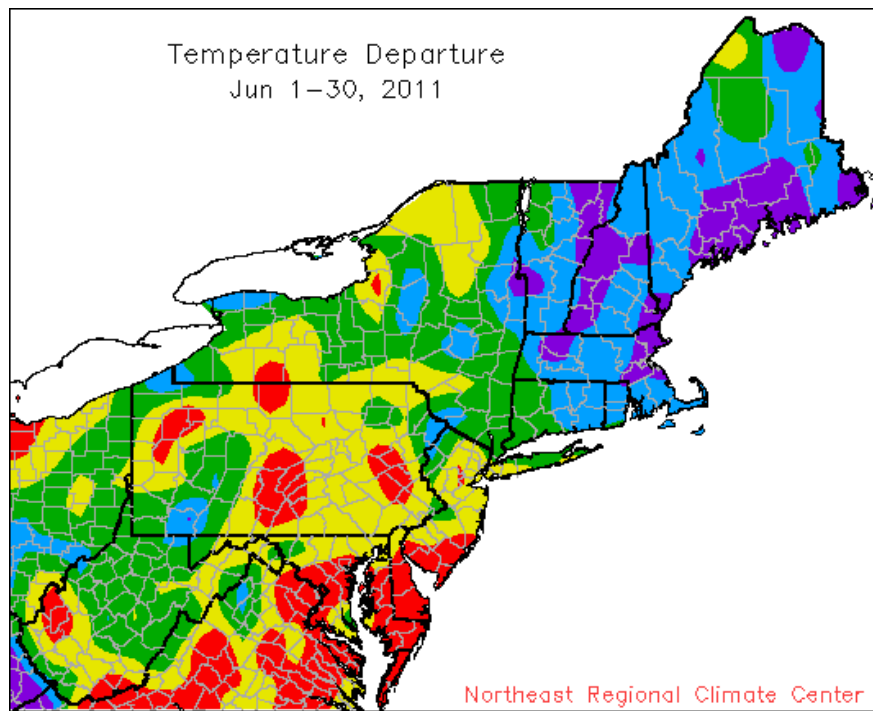 Temperature Departure
Jun 1-30, 2011
Northeast Regional Climate Center